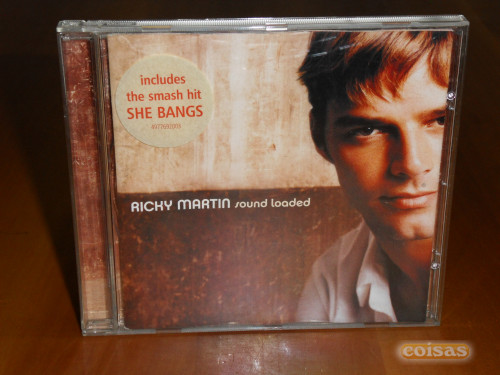 includes
the smash hit
SHE BANGS
RICKY MARTIN sound loaded
coisas